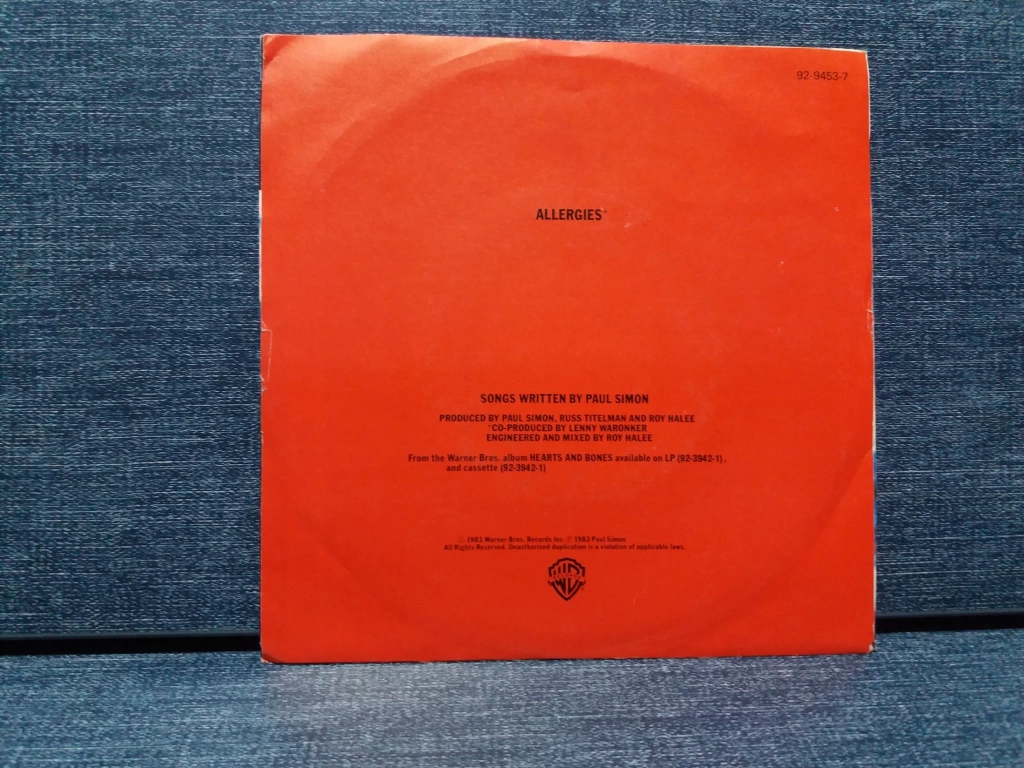 92-9453-7
ALLERGIES*
SONGS WRITTEN BY PAUL SIMON
PRODUCED BY PAUL SIMON, RUSS TITELMAN AND ROY HALEE
*CO-PRODUCED BY LENNY WARONKER
ENGINEERED AND MIXED BY ROY HALEE
From the Warner Bros. album HEARTS AND BONES available on LP (92-3942-1),
and cassette (92-3942-1)
© 1983 Warner Bros. Records Inc. ℗ 1983 Paul Simon
All Rights Reserved. Unauthorized duplication is a violation of applicable laws.